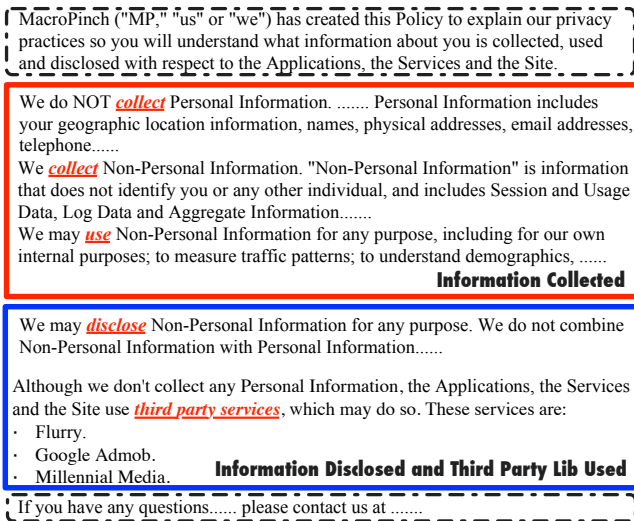 MacroPinch ("MP," "us" or "we") has created this Policy to explain our privacy
practices so you will understand what information about you is collected, used
and disclosed with respect to the Applications, the Services and the Site.
We do NOT collect Personal Information. ....... Personal Information includes
your geographic location information, names, physical addresses, email addresses,
telephone......
We collect Non-Personal Information. "Non-Personal Information" is information
that does not identify you or any other individual, and includes Session and Usage
Data, Log Data and Aggregate Information.......
We may use Non-Personal Information for any purpose, including for our own
internal purposes; to measure traffic patterns; to understand demographics, ......
Information Collected
We may disclose Non-Personal Information for any purpose. We do not combine
Non-Personal Information with Personal Information......
Although we don't collect any Personal Information, the Applications, the Services
and the Site use third party services, which may do so. These services are:
· Flurry.
· Google Admob.
· Millennial Media.
Information Disclosed and Third Party Lib Used
If you have any questions...... please contact us at .......